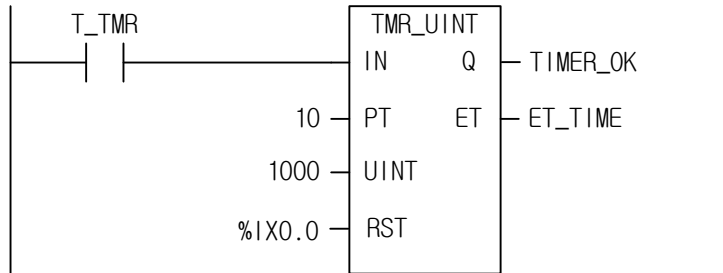 T_TMR
TMR_UINT
IN Q TIMER_OK
10 PT ET ET_TIME
1000 UINT
%IX0.0 RST